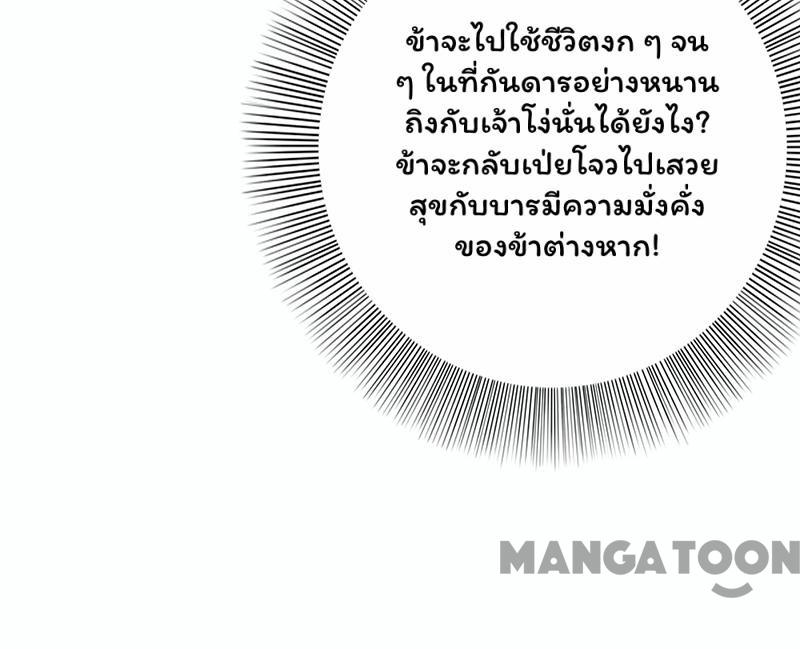 ข้าจะไปใช้ชีวิตงก ๆ จน
ๆ ในที่กันดารอย่างหนาน
ถิงกับเจ้าโง่นั่นได้ยังไง?
ข้าจะกลับเป่ยโจวไปเสวย
สุขกับบารมีความมั่งคั่ง
ของข้าต่างหาก!
MANGATOON